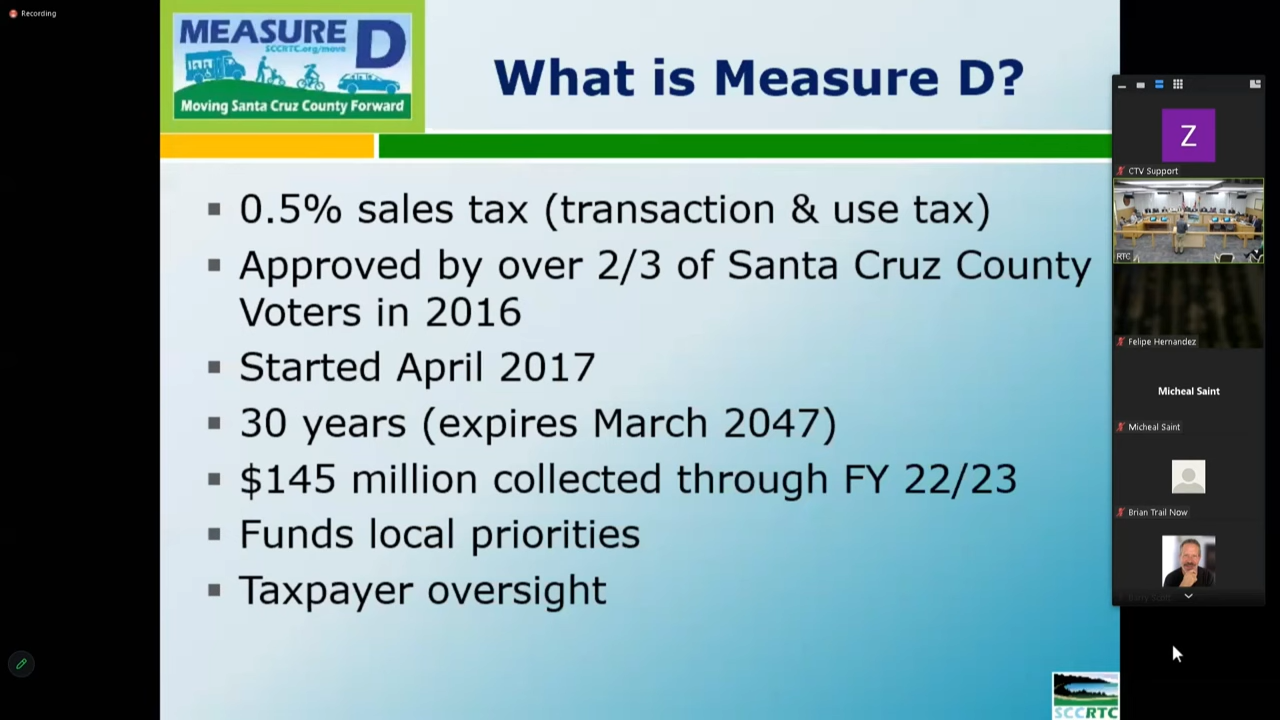 Recording
MEASURE D
SCCRTC.org/move
Moving Santa Cruz County Forward
What is Measure D?
0.5% sales tax (transaction & use tax)
Approved by over 2/3 of Santa Cruz County
Voters in 2016
Started April 2017
30 years (expires March 2047)
$145 million collected through FY 22/23
Funds local priorities
Taxpayer oversight
SCCRTC
Z
CTV Support
RTC
Felipe Hernandez
Micheal Saint
Micheal Saint
Brian Trail Now